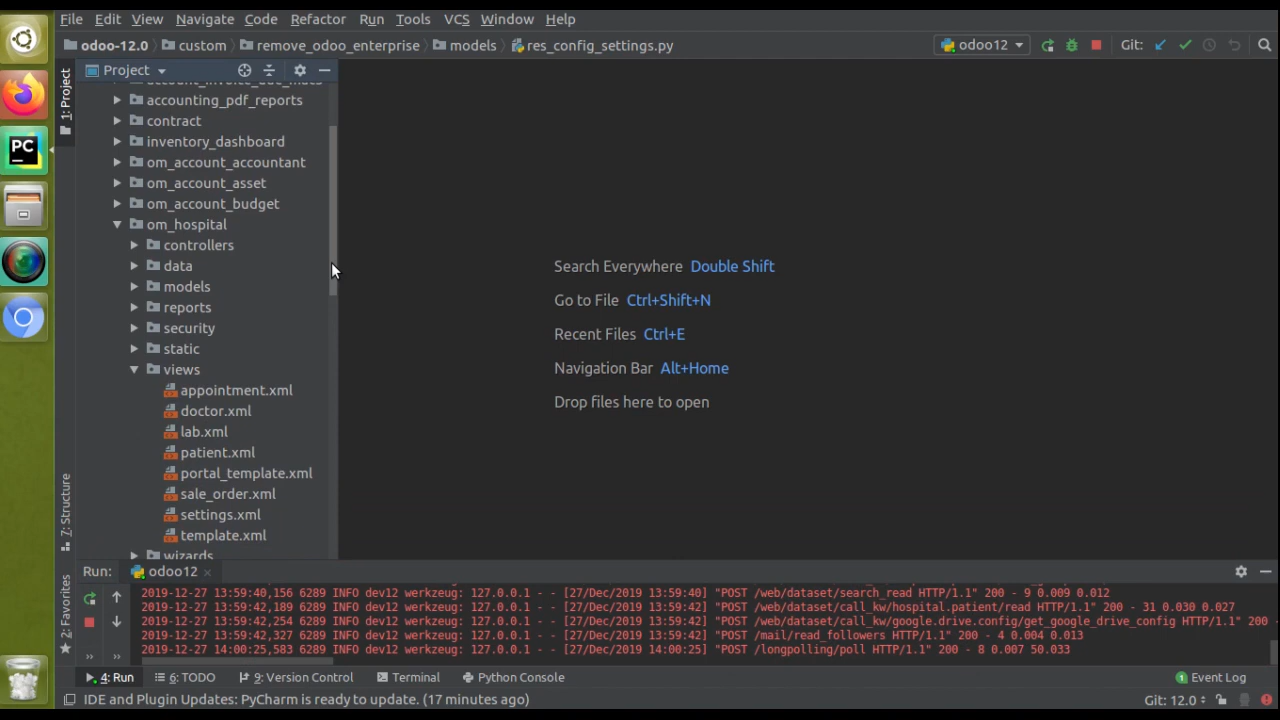 File Edit View Navigate Code Refactor Run Tools VCS Window Help
odoo-12.0 custom remove_odoo_enterprise models res_config_settings.py odoo12 Git:
1: Project
Project
accounting_pdf_reports
contract
inventory_dashboard
om_account_accountant
om_account_asset
om_account_budget
om_hospital
controllers
data
models
reports
security
static
views
appointment.xml
doctor.xml
lab.xml
patient.xml
portal_template.xml
sale_order.xml
settings.xml
template.xml
wizards
Search Everywhere Double Shift
Go to File Ctrl+Shift+N
Recent Files Ctrl+E
Navigation Bar Alt+Home
Drop files here to open
7: Structure
2: Favorites
PC
Run: odoo12
2019-12-27 13:59:40,156 6289 INFO dev12 werkzeug: 127.0.0.1 - - [27/Dec/2019 13:59:40] "POST /web/dataset/search_read HTTP/1.1" 200 - 9 0.009 0.012
2019-12-27 13:59:42,189 6289 INFO dev12 werkzeug: 127.0.0.1 - - [27/Dec/2019 13:59:42] "POST /web/dataset/call_kw/hospital.patient/read HTTP/1.1" 200 - 31 0.030 0.027
2019-12-27 13:59:42,254 6289 INFO dev12 werkzeug: 127.0.0.1 - - [27/Dec/2019 13:59:42] "POST /web/dataset/call_kw/google.drive.config/get_google_drive_config HTTP/1.1" 200 -
2019-12-27 13:59:42,327 6289 INFO dev12 werkzeug: 127.0.0.1 - - [27/Dec/2019 13:59:42] "POST /mail/read_followers HTTP/1.1" 200 - 4 0.004 0.013
2019-12-27 14:00:25,583 6289 INFO dev12 werkzeug: 127.0.0.1 - - [27/Dec/2019 14:00:25] "POST /longpolling/poll HTTP/1.1" 200 - 8 0.007 50.033
4: Run 6: TODO 9: Version Control Terminal Python Console 1 Event Log
IDE and Plugin Updates: PyCharm is ready to update. (17 minutes ago) Git: 12.0